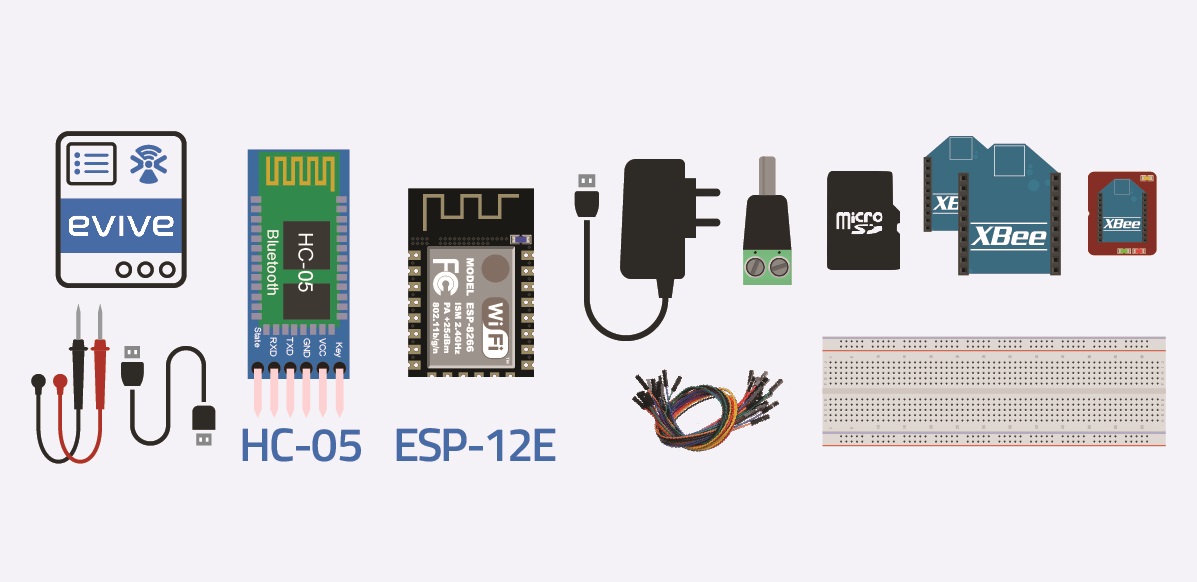 evive
HC-05
Bluetooth
State
RXD
TXD
GND
VCC
Key
HC-05
WiFi
™
FC
MODEL ESP-8266
ISM 2.4GHz
PA +25dBm
802.11b/g/n
ESP-12E
micro
SD
XBee
XBee